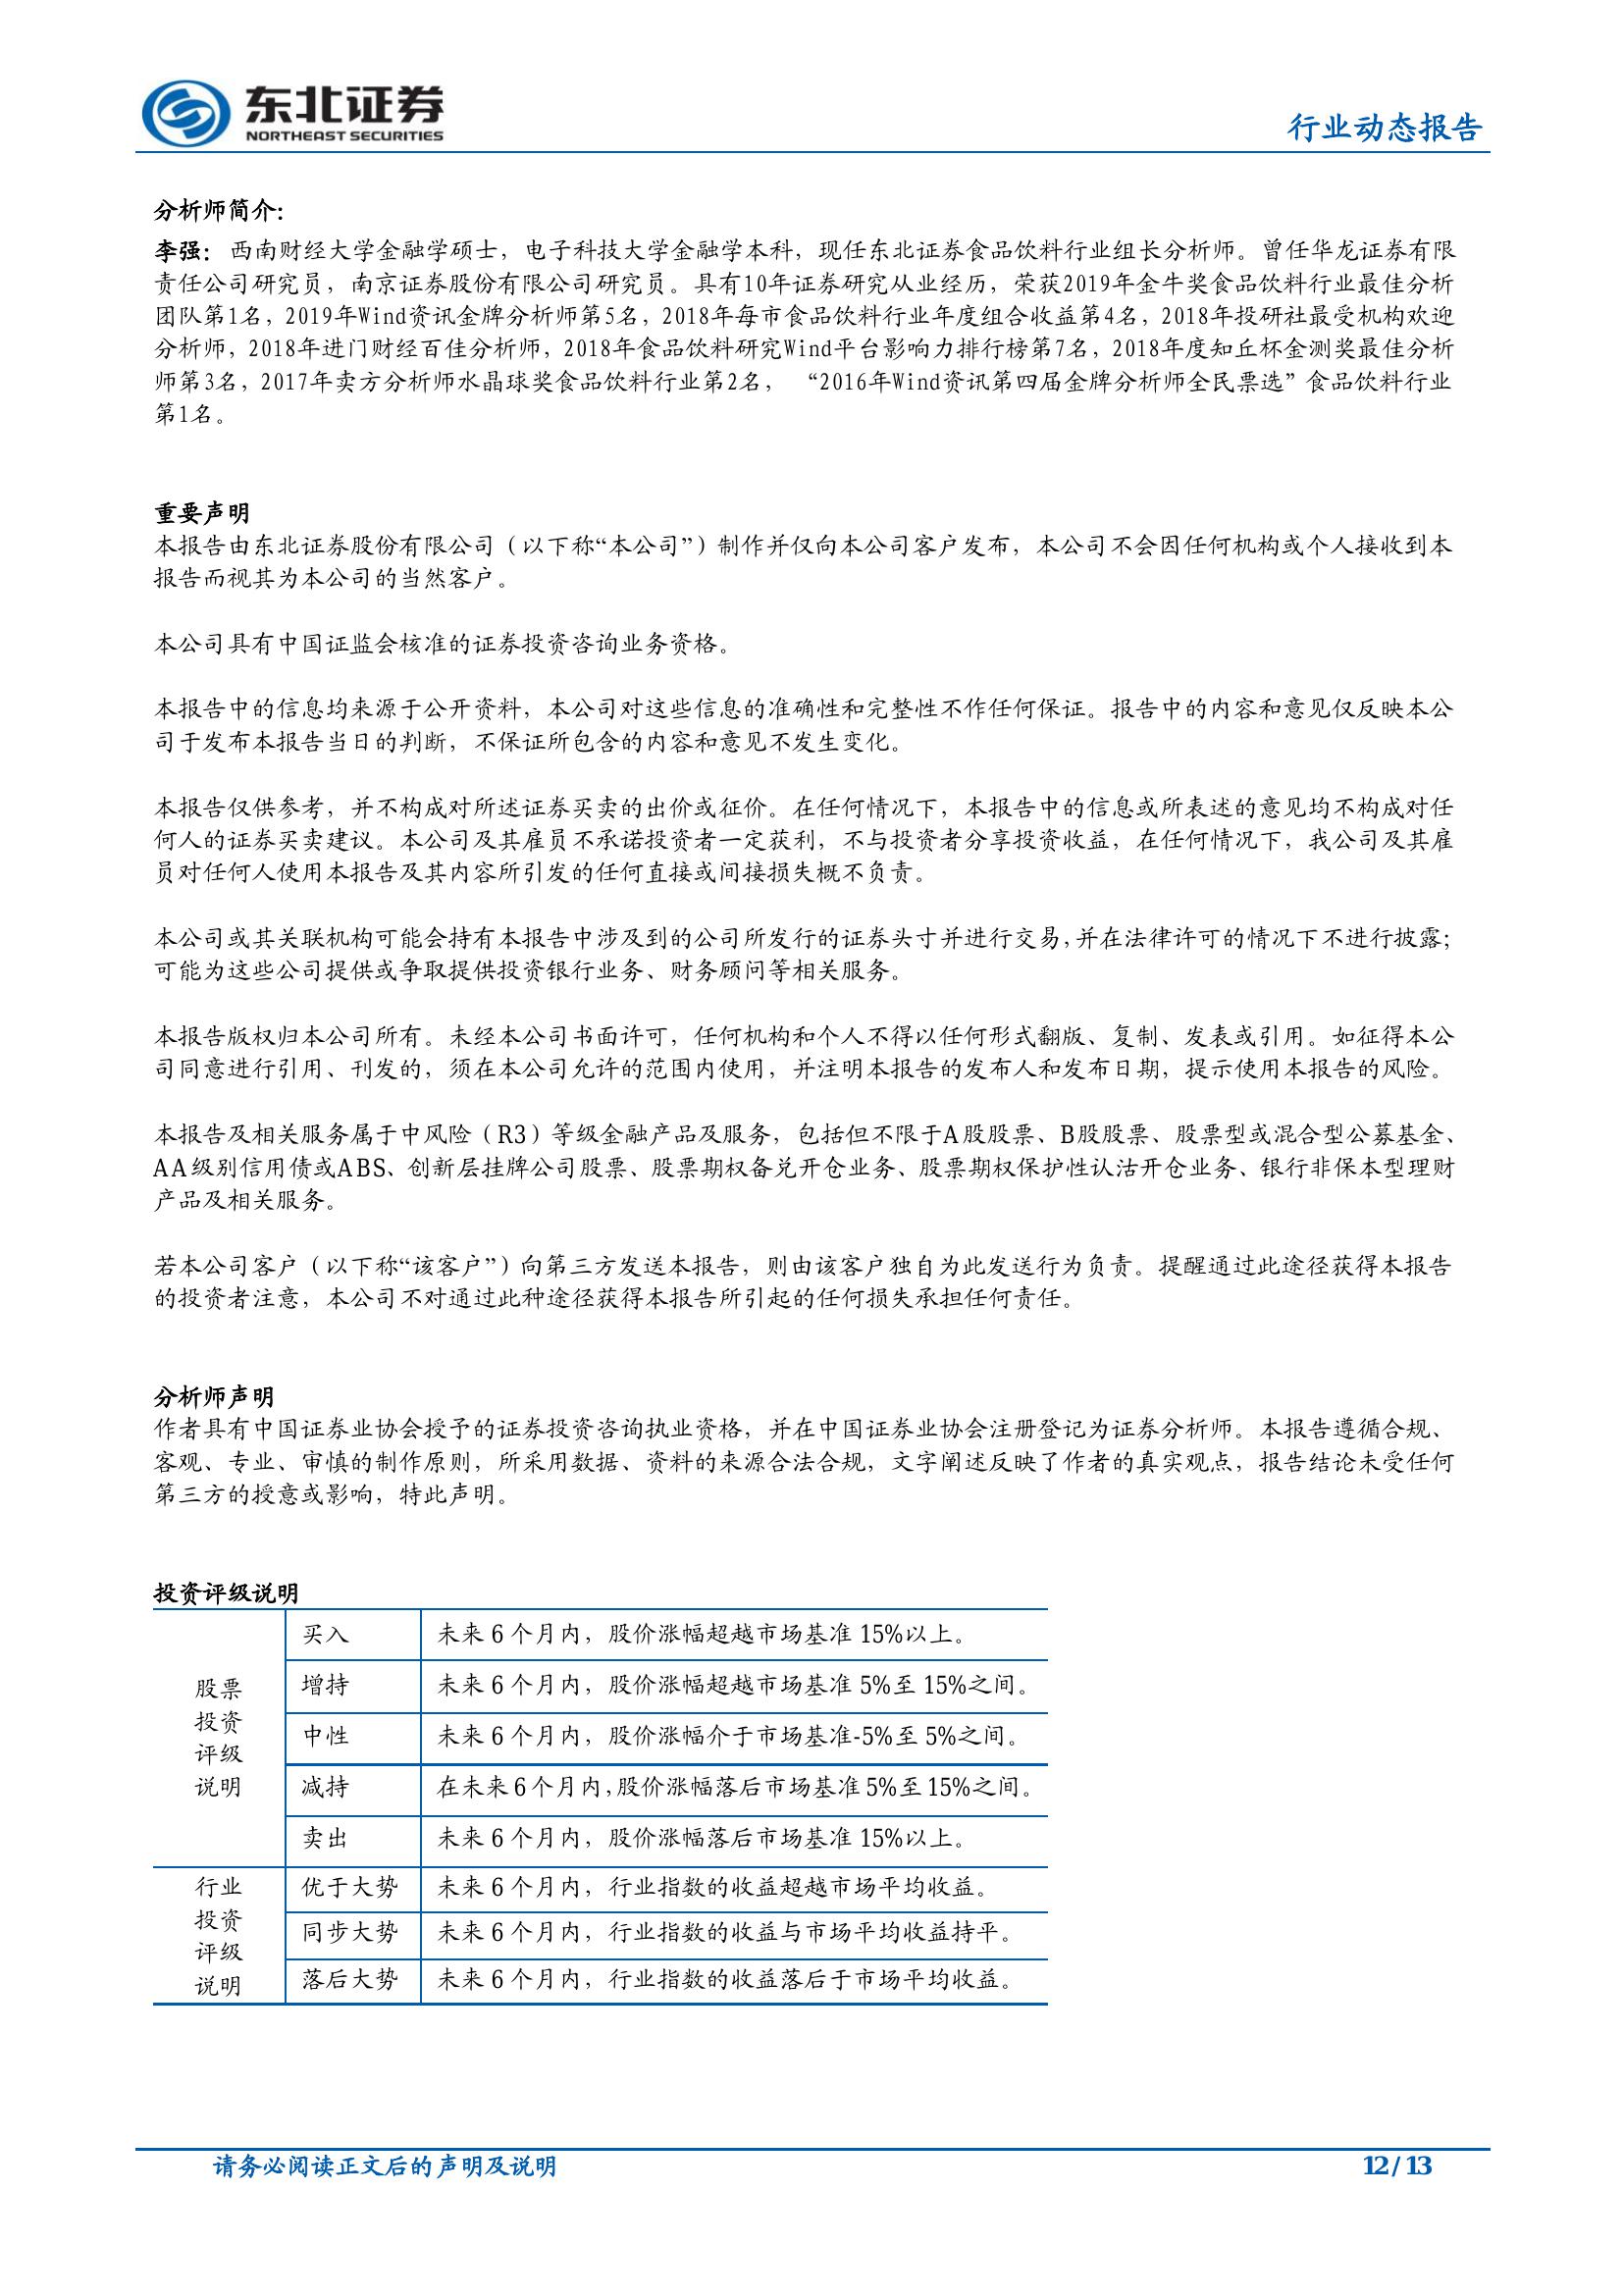 东北证券
NORTHEAST SECURITIES
行业动态报告
分析师简介:
李强: 西南财经大学金融学硕士，电子科技大学金融学本科，现任东北证券食品饮料行业组长分析师。曾任华龙证券有限
责任公司研究员，南京证券股份有限公司研究员。具有10年证券研究从业经历，荣获2019年金牛奖食品饮料行业最佳分析
团队第1名，2019年Wind资讯金牌分析师第5名，2018年每市食品饮料行业年度组合收益第4名，2018年投研社最受机构欢迎
分析师，2018年进门财经百佳分析师，2018年食品饮料研究Wind平台影响力排行榜第7名，2018年度知丘杯金测奖最佳分析
师第3名，2017年卖方分析师水晶球奖食品饮料行业第2名， “2016年Wind资讯第四届金牌分析师全民票选”食品饮料行业
第1名。
重要声明
本报告由东北证券股份有限公司（以下称“本公司”）制作并仅向本公司客户发布，本公司不会因任何机构或个人接收到本
报告而视其为本公司的当然客户。
本公司具有中国证监会核准的证券投资咨询业务资格。
本报告中的信息均来源于公开资料，本公司对这些信息的准确性和完整性不作任何保证。报告中的内容和意见仅反映本公
司于发布本报告当日的判断，不保证所包含的内容和意见不发生变化。
本报告仅供参考，并不构成对所述证券买卖的出价或征价。在任何情况下，本报告中的信息或所表述的意见均不构成对任
何人的证券买卖建议。本公司及其雇员不承诺投资者一定获利，不与投资者分享投资收益，在任何情况下，我公司及其雇
员对任何人使用本报告及其内容所引发的任何直接或间接损失概不负责。
本公司或其关联机构可能会持有本报告中涉及到的公司所发行的证券头寸并进行交易，并在法律许可的情况下不进行披露；
可能为这些公司提供或争取提供投资银行业务、财务顾问等相关服务。
本报告版权归本公司所有。未经本公司书面许可，任何机构和个人不得以任何形式翻版、复制、发表或引用。如征得本公
司同意进行引用、刊发的，须在本公司允许的范围内使用，并注明本报告的发布人和发布日期，提示使用本报告的风险。
本报告及相关服务属于中风险（R3）等级金融产品及服务，包括但不限于A股股票、B股股票、股票型或混合型公募基金、
AA级别信用债或ABS、创新层挂牌公司股票、股票期权备兑开仓业务、股票期权保护性认沽开仓业务、银行非保本型理财
产品及相关服务。
若本公司客户（以下称“该客户”）向第三方发送本报告，则由该客户独自为此发送行为负责。提醒通过此途径获得本报告
的投资者注意，本公司不对通过此种途径获得本报告所引起的任何损失承担任何责任。
分析师声明
作者具有中国证券业协会授予的证券投资咨询执业资格，并在中国证券业协会注册登记为证券分析师。本报告遵循合规、
客观、专业、审慎的制作原则，所采用数据、资料的来源合法合规，文字阐述反映了作者的真实观点，报告结论未受任何
第三方的授意或影响，特此声明。
投资评级说明
股票
投资
评级
说明
买入 未来 6 个月内，股价涨幅超越市场基准 15%以上。
增持 未来 6 个月内，股价涨幅超越市场基准 5%至 15%之间。
中性 未来 6 个月内，股价涨幅介于市场基准-5%至 5%之间。
减持 在未来 6 个月内，股价涨幅落后市场基准 5%至 15%之间。
卖出 未来 6 个月内，股价涨幅落后市场基准 15%以上。
行业
投资
评级
说明
优于大势 未来 6 个月内，行业指数的收益超越市场平均收益。
同步大势 未来 6 个月内，行业指数的收益与市场平均收益持平。
落后大势 未来 6 个月内，行业指数的收益落后于市场平均收益。
请务必阅读正文后的声明及说明 12 / 13